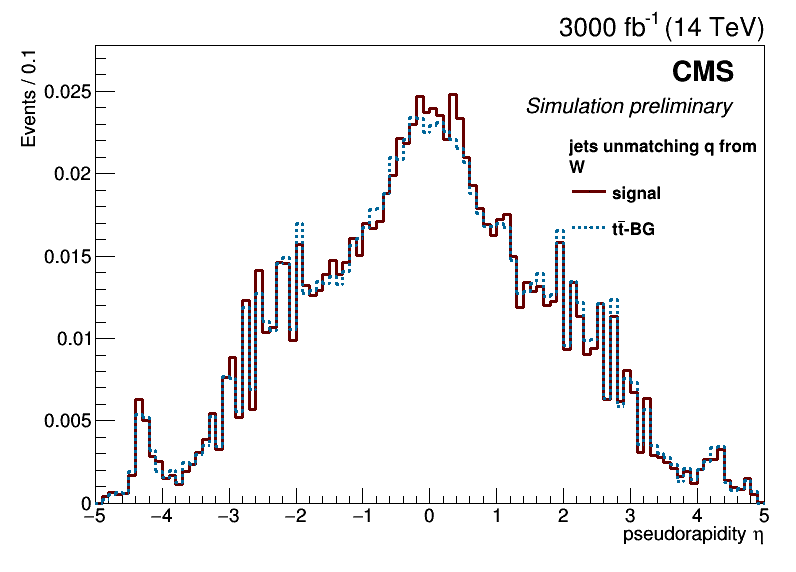 3000 fb⁻¹ (14 TeV)
Events / 0.1
CMS
Simulation preliminary
jets unmatching q from
W
signal
tt̄-BG
0.025
0.02
0.015
0.01
0.005
0
−5 −4 −3 −2 −1 0 1 2 3 4 5
pseudorapidity η